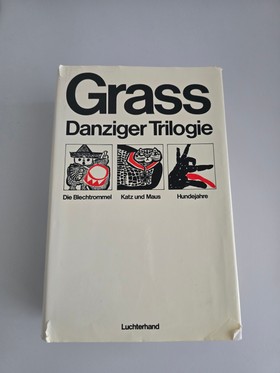 Grass
Danziger Trilogie
Die Blechtrommel Katz und Maus Hundejahre
Luchterhand